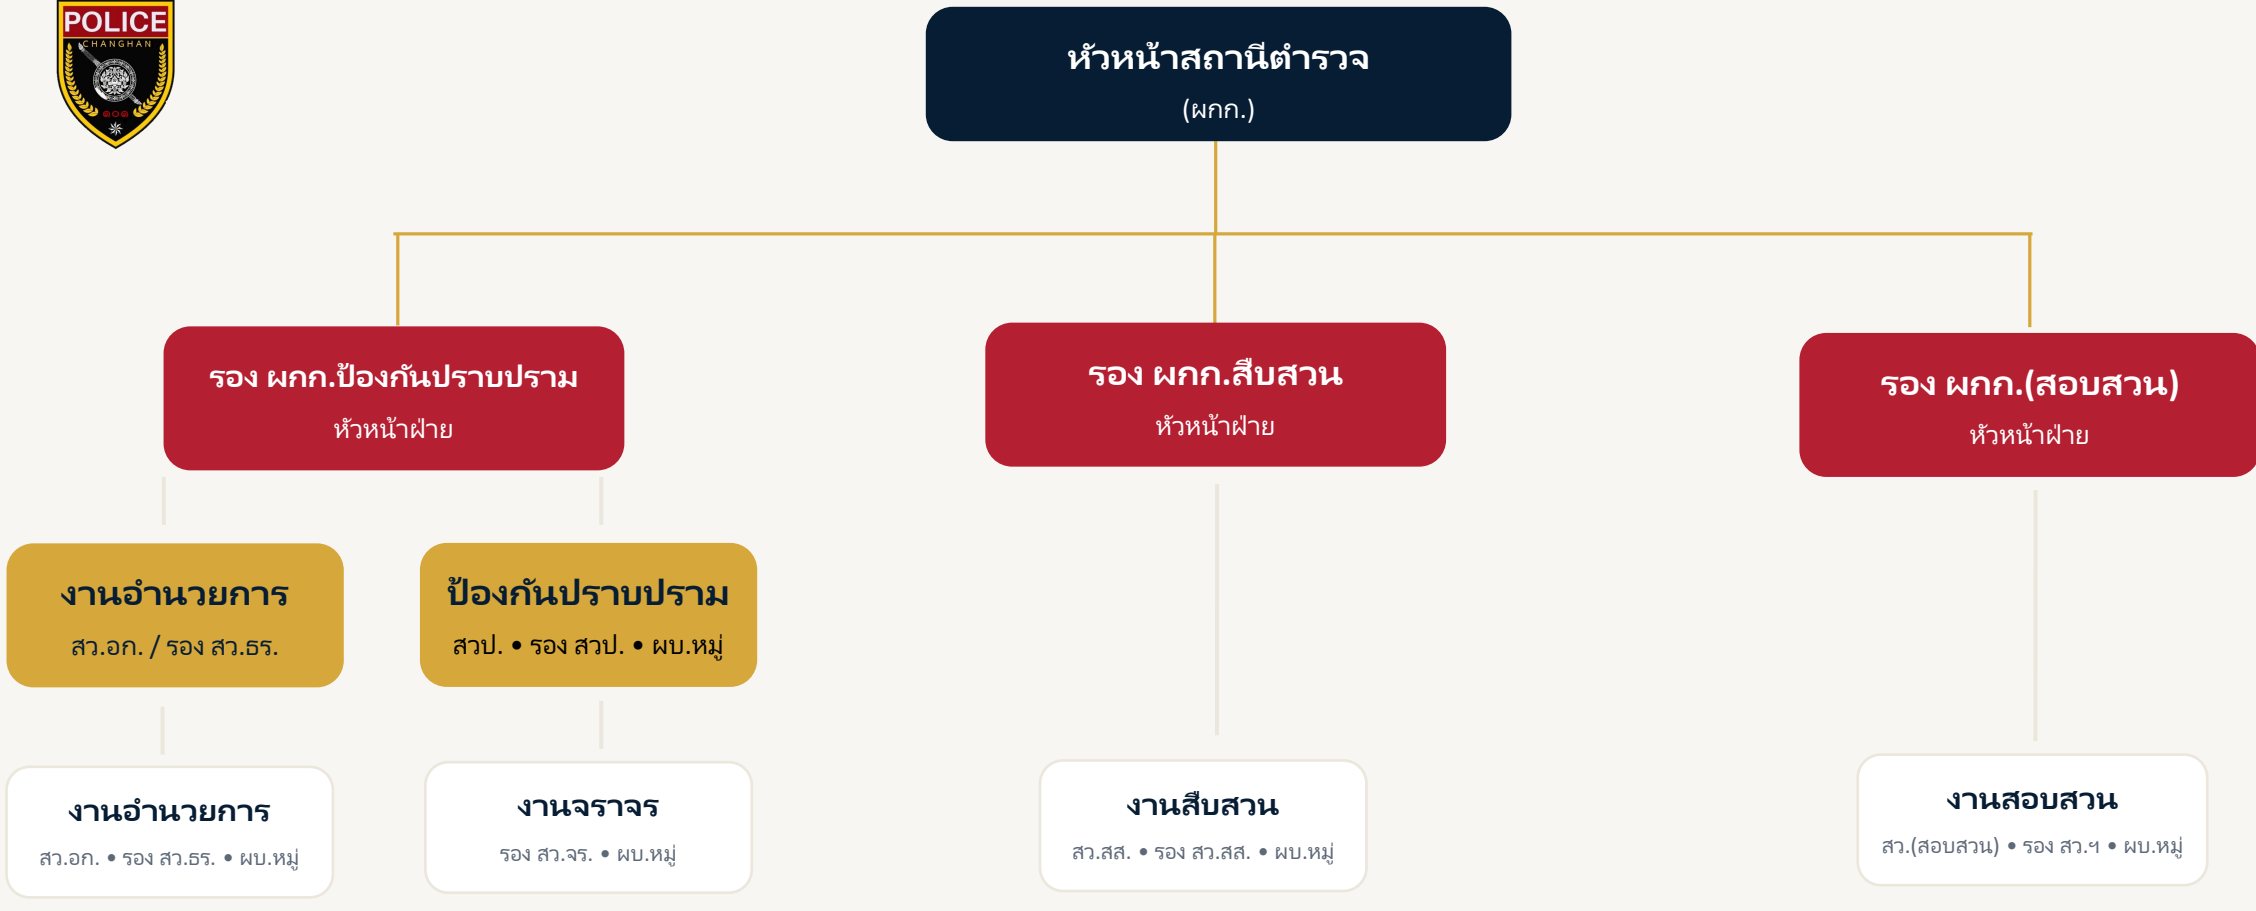 POLICE
CHANGHAN
๑๐๑
หัวหน้าสถานีตำรวจ
(ผกก.)
รอง ผกก.ป้องกันปราบปราม
หัวหน้าฝ่าย
รอง ผกก.สืบสวน
หัวหน้าฝ่าย
รอง ผกก.(สอบสวน)
หัวหน้าฝ่าย
งานอำนวยการ
สว.อก. / รอง สว.ธร.
ป้องกันปราบปราม
สวป. • รอง สวป. • ผบ.หมู่
งานอำนวยการ
สว.อก. • รอง สว.ธร. • ผบ.หมู่
งานจราจร
รอง สว.จร. • ผบ.หมู่
งานสืบสวน
สว.สส. • รอง สว.สส. • ผบ.หมู่
งานสอบสวน
สว.(สอบสวน) • รอง สว.ฯ • ผบ.หมู่